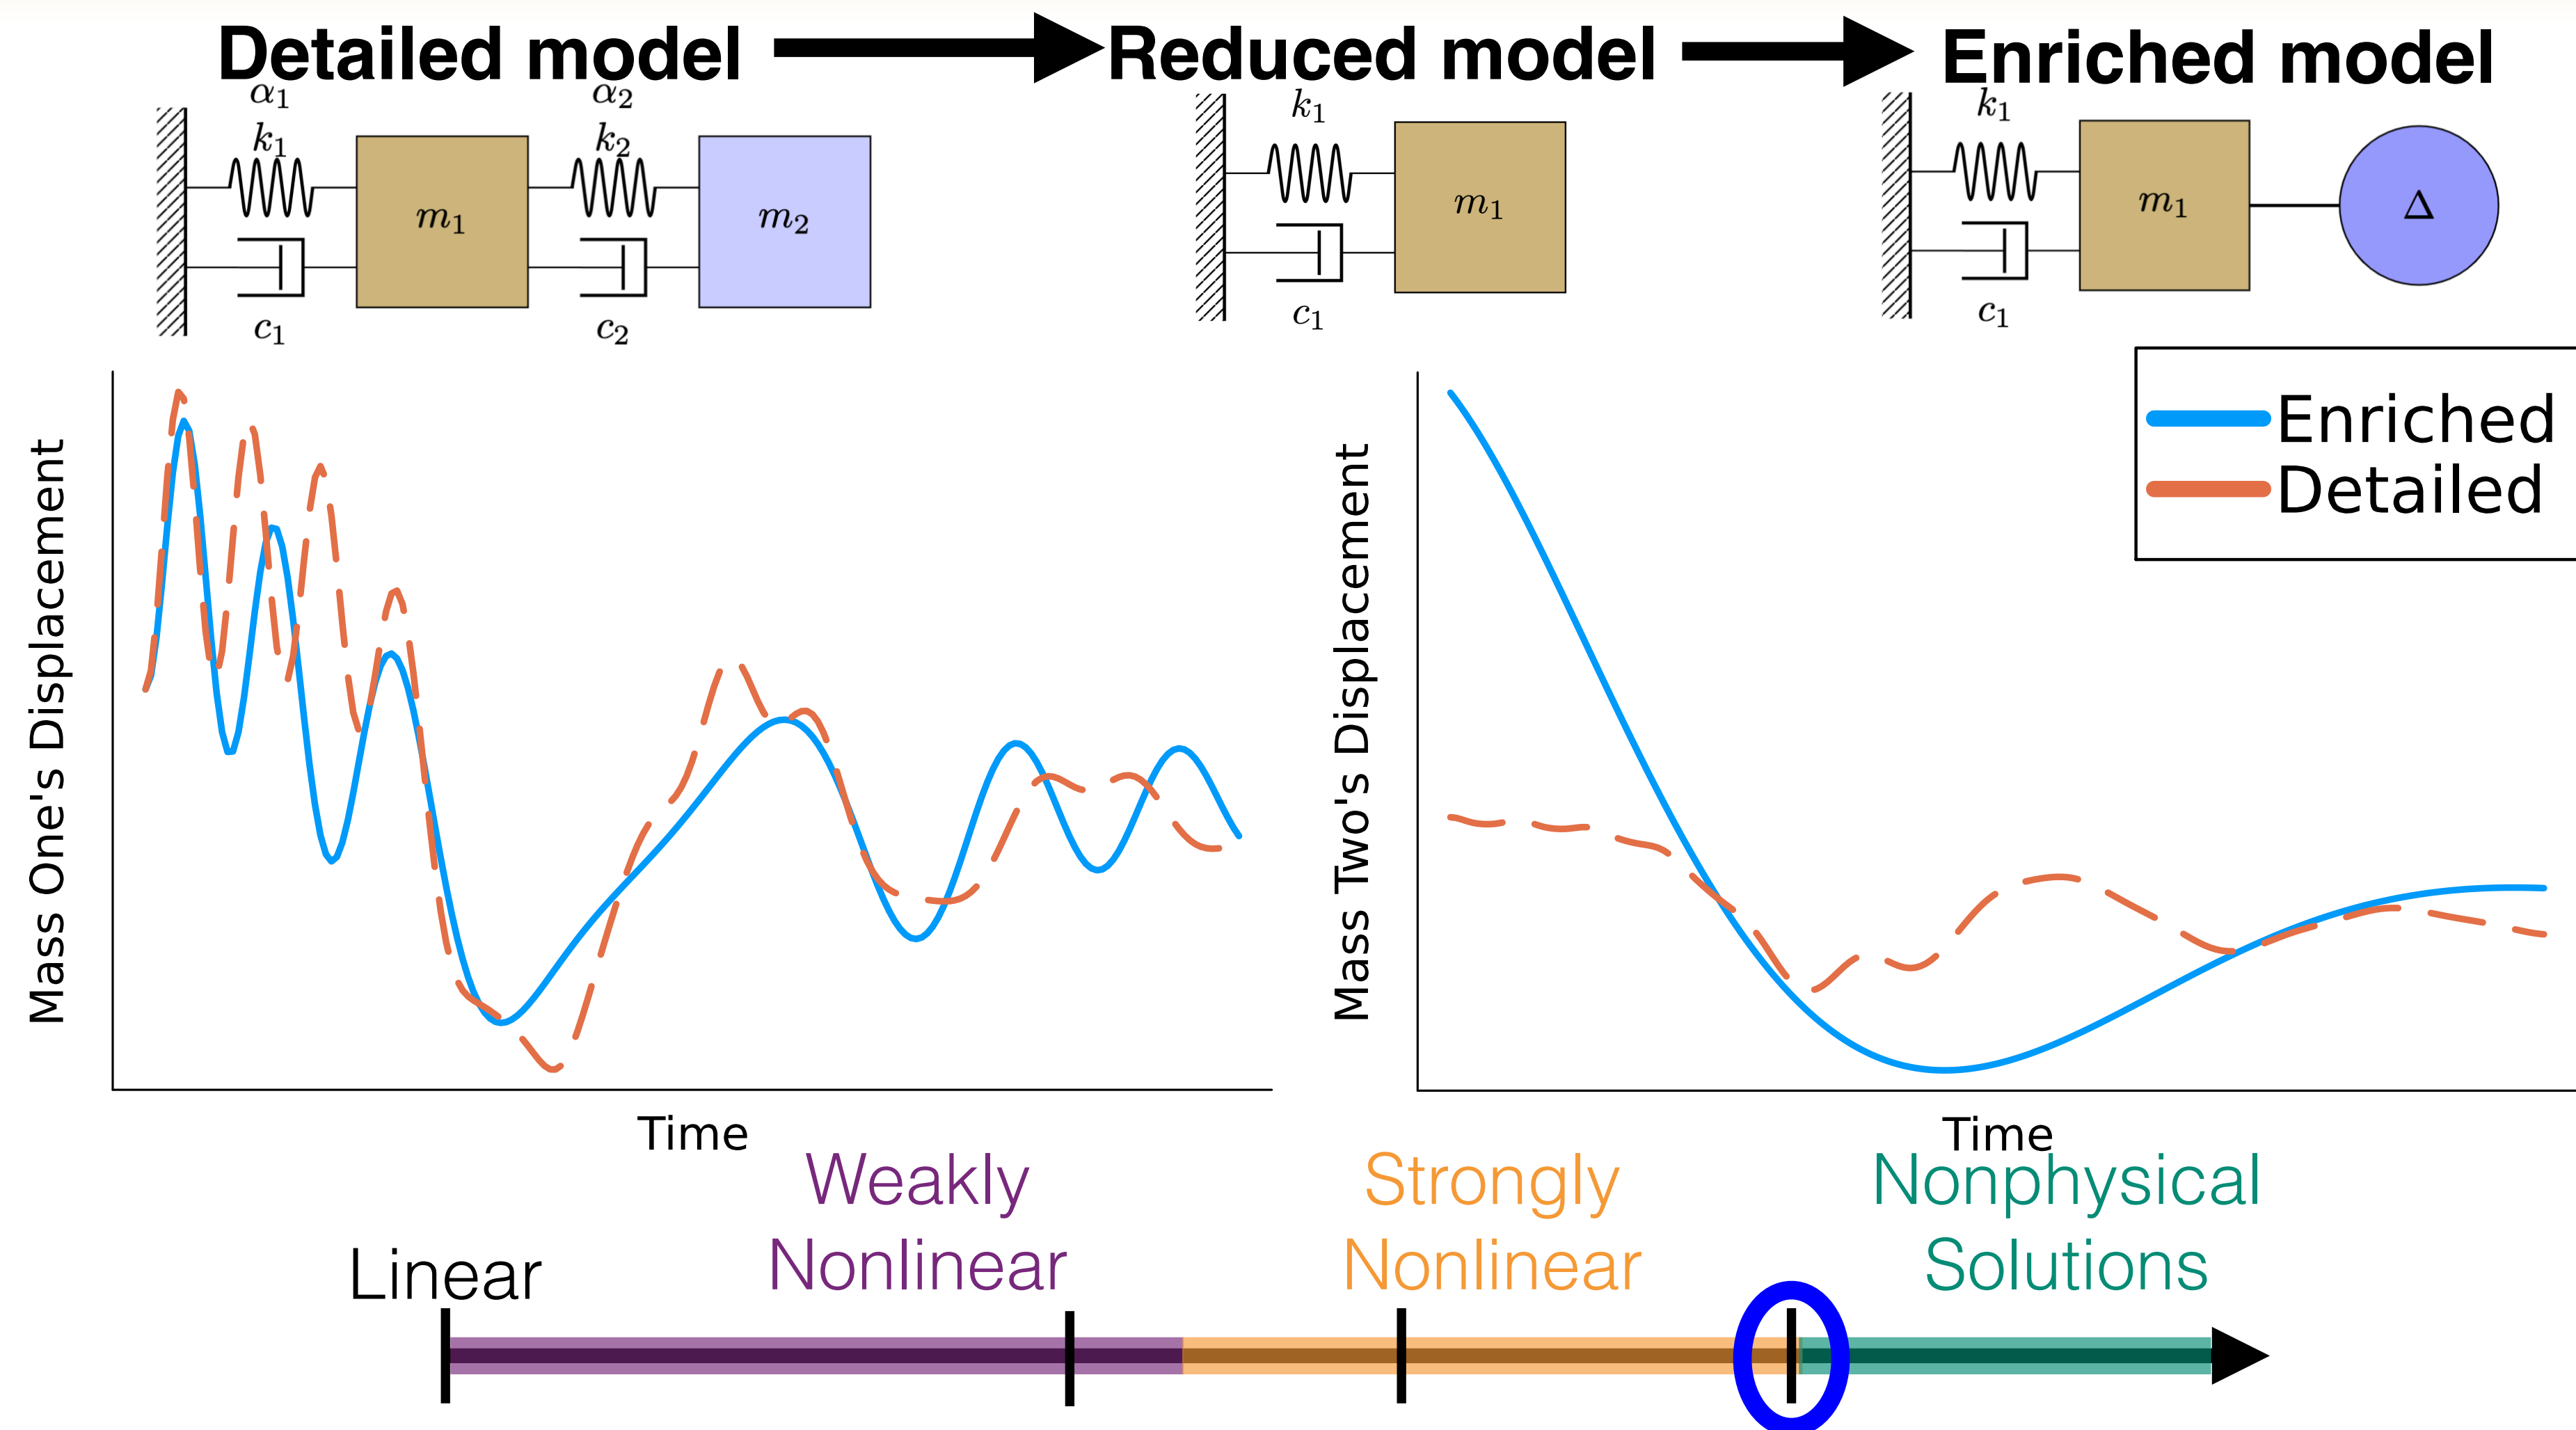 Detailed model
Reduced model
Enriched model
α₁
α₂
k₁
k₂
m₁
m₂
c₁
c₂
k₁
m₁
c₁
k₁
m₁
Δ
c₁
Mass One's Displacement
Time
Mass Two's Displacement
Time
Enriched
Detailed
Linear
Weakly
Nonlinear
Strongly
Nonlinear
Nonphysical
Solutions